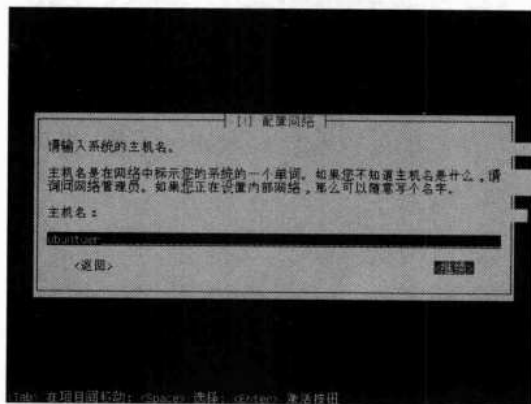 [!] 配置网络
请输入系统的主机名。
主机名是在网络中标示您的系统的一个单词。如果您不知道主机名是什么，请
询问网络管理员。如果您正在设置内部网络，那么可以随意写个名字。
主机名：
ubuntuer
<返回>
<继续>
<Tab> 在项目间移动; <Space> 选择; <Enter> 激活按钮